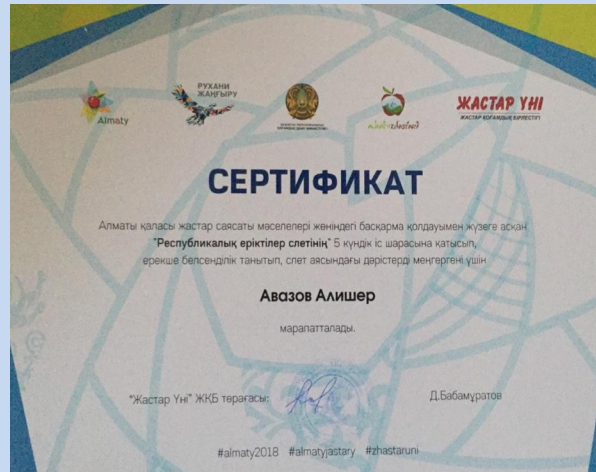 Almaty
РУХАНИ
ЖАҢҒЫРУ
ЖАСТАР ҮНІ
ЖАСТАР ҚОҒАМДЫҚ БІРЛЕСТІГІ
СЕРТИФИКАТ
Алматы қаласы жастар саясаты мәселелері жөніндегі басқарма қолдауымен жүзеге асқан
"Республикалық еріктілер слетінің" 5 күндік іс шарасына қатысып,
ерекше белсенділік танытып, слет аясындағы дәрістерді меңгергені үшін
Авазов Алишер
марапатталады.
"Жастар Үні" ЖҚБ төрағасы:
Д.Бабамұратов
#almaty2018 #almatyjastary #zhastaruni